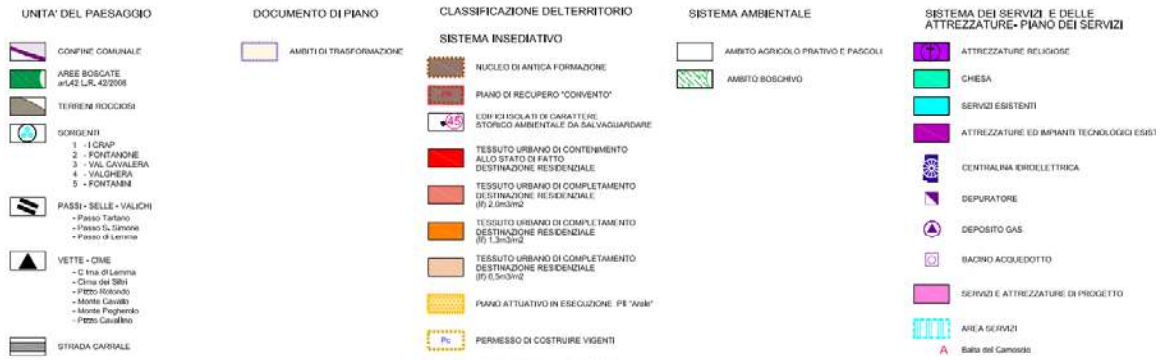 UNITA' DEL PAESAGGIO
CONFINE COMUNALE
AREE BOSCATE
art.42 L.R. 42/2008
TERRENI ROCCIOSI
SORGENTI
1 - I CRAP
2 - FONTANONE
3 - VAL CAVALERA
4 - VALGHERA
5 - FONTANINI
PASSI - SELLE - VALICHI
- Passo Tartano
- Passo S. Simone
- Passo di Lemma
VETTE - CIME
- Cima di Lemma
- Cima dei Siltri
- Pizzo Rotondo
- Monte Cavallo
- Monte Pegherolo
- Pizzo Cavallino
STRADA CARRALE
DOCUMENTO DI PIANO
AMBITI DI TRASFORMAZIONE
CLASSIFICAZIONE DELTERRITORIO
SISTEMA INSEDIATIVO
NUCLEO DI ANTICA FORMAZIONE
PR
PIANO DI RECUPERO "CONVENTO"
45
EDIFICI ISOLATI DI CARATTERE
STORICO AMBIENTALE DA SALVAGUARDARE
TESSUTO URBANO DI CONTENIMENTO
ALLO STATO DI FATTO
DESTINAZIONE RESIDENZIALE
TESSUTO URBANO DI COMPLETAMENTO
DESTINAZIONE RESIDENZIALE
(If) 2,0m3/m2
TESSUTO URBANO DI COMPLETAMENTO
DESTINAZIONE RESIDENZIALE
(If) 1,3m3/m2
TESSUTO URBANO DI COMPLETAMENTO
DESTINAZIONE RESIDENZIALE
(If) 0,5m3/m2
PIANO ATTUATIVO IN ESECUZIONE
Pc
PERMESSO DI COSTRUIRE VIGENTI
SISTEMA AMBIENTALE
AMBITO AGRICOLO PRATIVO E PASCOLI
AMBITO BOSCHIVO
SISTEMA DEI SERVIZI E DELLE
ATTREZZATURE- PIANO DEI SERVIZI
ATTREZZATURE RELIGIOSE
CHIESA
SERVIZI ESISTENTI
ATTREZZATURE ED IMPIANTI TECNOLOGICI ESIST
CENTRALINA IDROELETTRICA
DEPURATORE
DEPOSITO GAS
BACINO ACQUEDOTTO
SERVIZI E ATTREZZATURE DI PROGETTO
AREA SERVIZI
A Baita del Camoscio